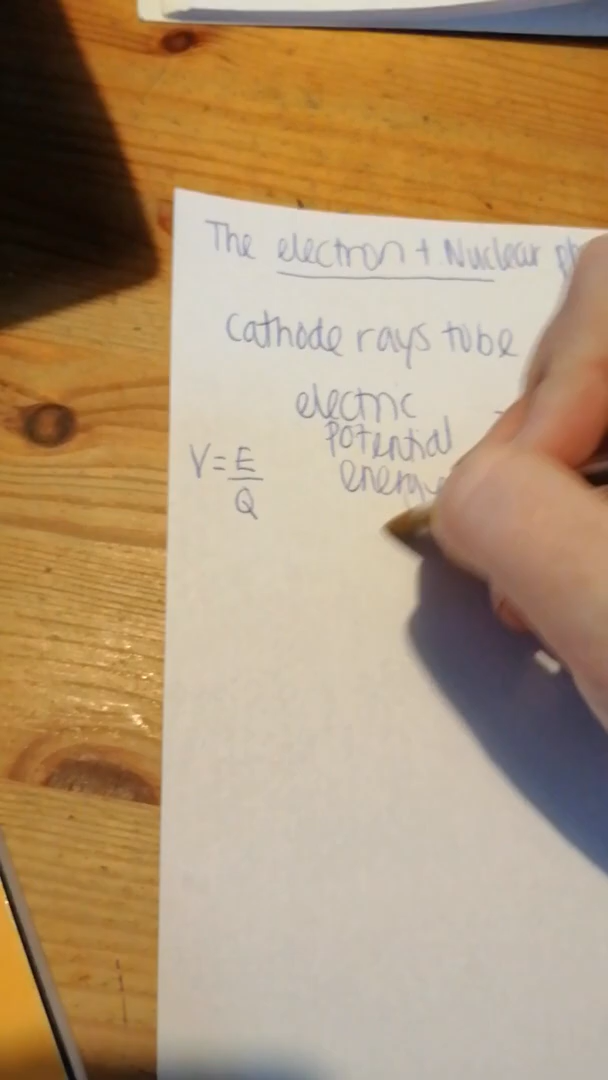 The electron + Nuclear
cathode rays tube
electric
potential
energy
V = E
Q